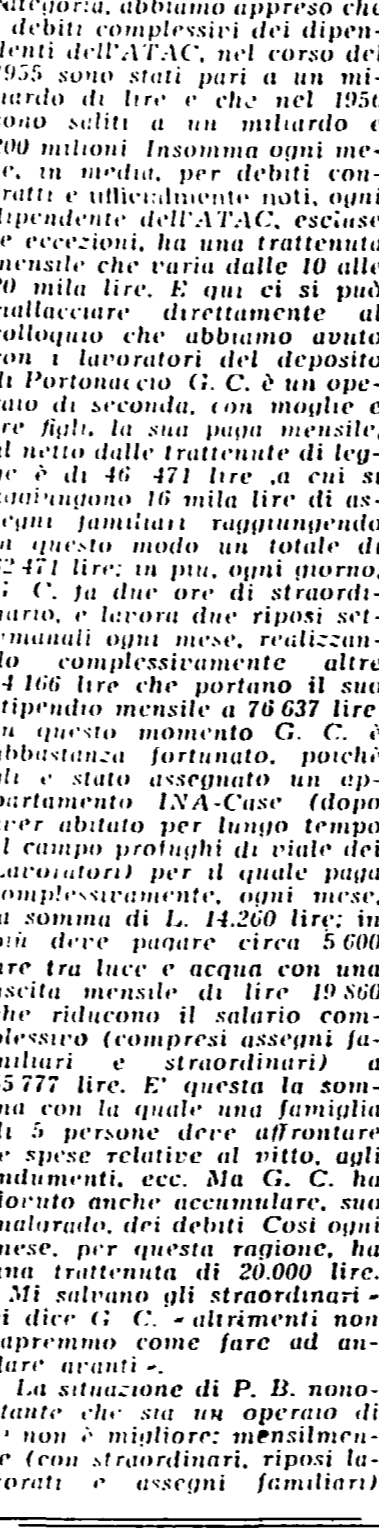 categoria, abbiamo appreso che
debiti complessivi dei dipen-
denti dell'ATAC, nel corso del
1955 sono stati pari a un mi-
liardo di lire e che nel 1956
sono saliti a un miliardo e
200 milioni Insomma ogni me-
se, in media, per debiti con-
tratti e ufficialmente noti, ogni
dipendente dell'ATAC, escluse
le eccezioni, ha una trattenuta
mensile che varia dalle 10 alle
20 mila lire. E qui ci si può
riallacciare direttamente al
colloquio che abbiamo avuto
con i lavoratori del deposito
di Portonaccio G. C. è un ope-
raio di seconda, con moglie e
tre figli, la sua paga mensile,
al netto dalle trattenute di leg-
ge è di 46 471 lire ,a cui si
aggiungono 16 mila lire di as-
segni familiari raggiungendo
in questo modo un totale di
62 471 lire; in più, ogni giorno,
G C. fa due ore di straordi-
nario, e lavora due riposi set-
timanali ogni mese, realizzan-
do complessivamente altre
14 166 lire che portano il suo
stipendio mensile a 76 637 lire
In questo momento G. C. è
abbastanza fortunato, poichè
gli è stato assegnato un ap-
partamento INA-Case (dopo
aver abitato per lungo tempo
al campo profughi di viale dei
Lavoratori) per il quale paga
complessivamente, ogni mese,
la somma di L. 14.260 lire; in
più deve pagare circa 5 600
lire tra luce e acqua con una
uscita mensile di lire 19 860
che riducono il salario com-
plessivo (compresi assegni fa-
miliari e straordinari) a
55 777 lire. E' questa la som-
ma con la quale una famiglia
di 5 persone deve affrontare
le spese relative al vitto, agli
indumenti, ecc. Ma G. C. ha
dovuto anche accumulare, suo
malgrado, dei debiti Così ogni
mese, per questa ragione, ha
una trattenuta di 20.000 lire.
Mi salvano gli straordinari -
ci dice G C. - altrimenti non
sapremmo come fare ad an-
dare avanti -.
La situazione di P. B. nono-
stante che sia un operaio di
non è migliore: mensilmen-
te (con straordinari, riposi la-
vorati e assegni familiari)